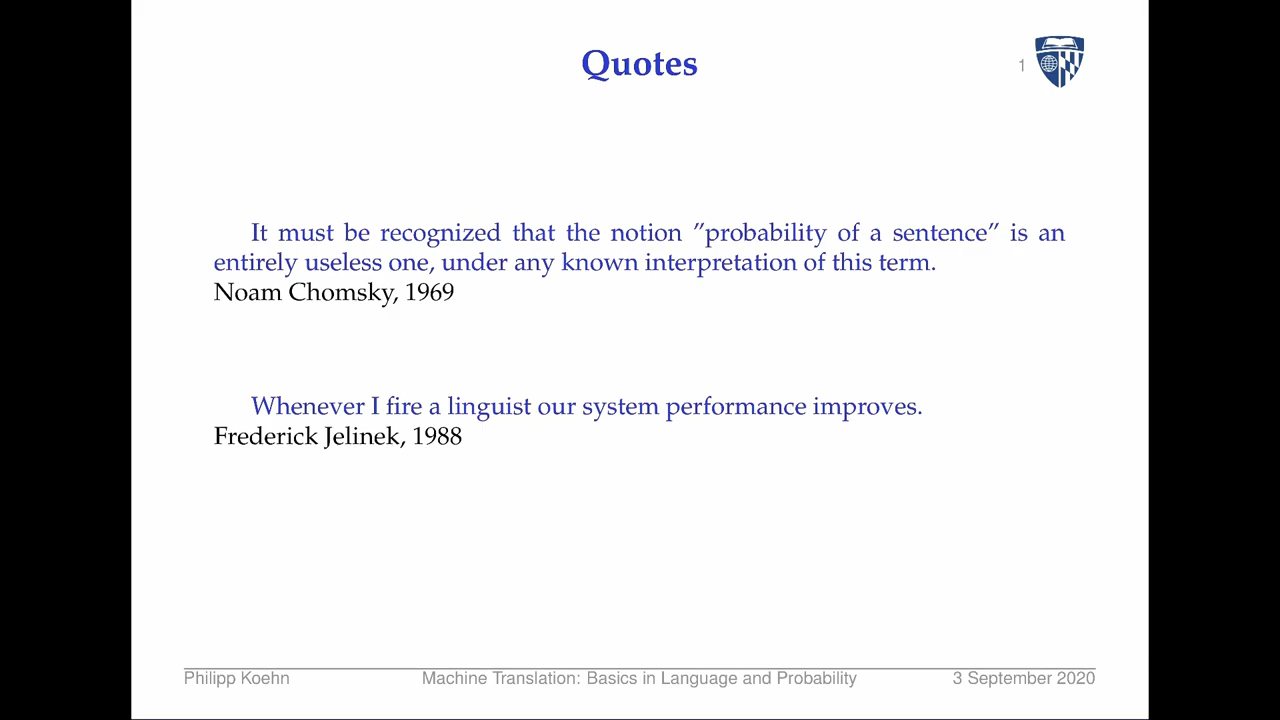 Quotes
1
It must be recognized that the notion ”probability of a sentence” is an
entirely useless one, under any known interpretation of this term.
Noam Chomsky, 1969
Whenever I fire a linguist our system performance improves.
Frederick Jelinek, 1988
Philipp Koehn Machine Translation: Basics in Language and Probability 3 September 2020